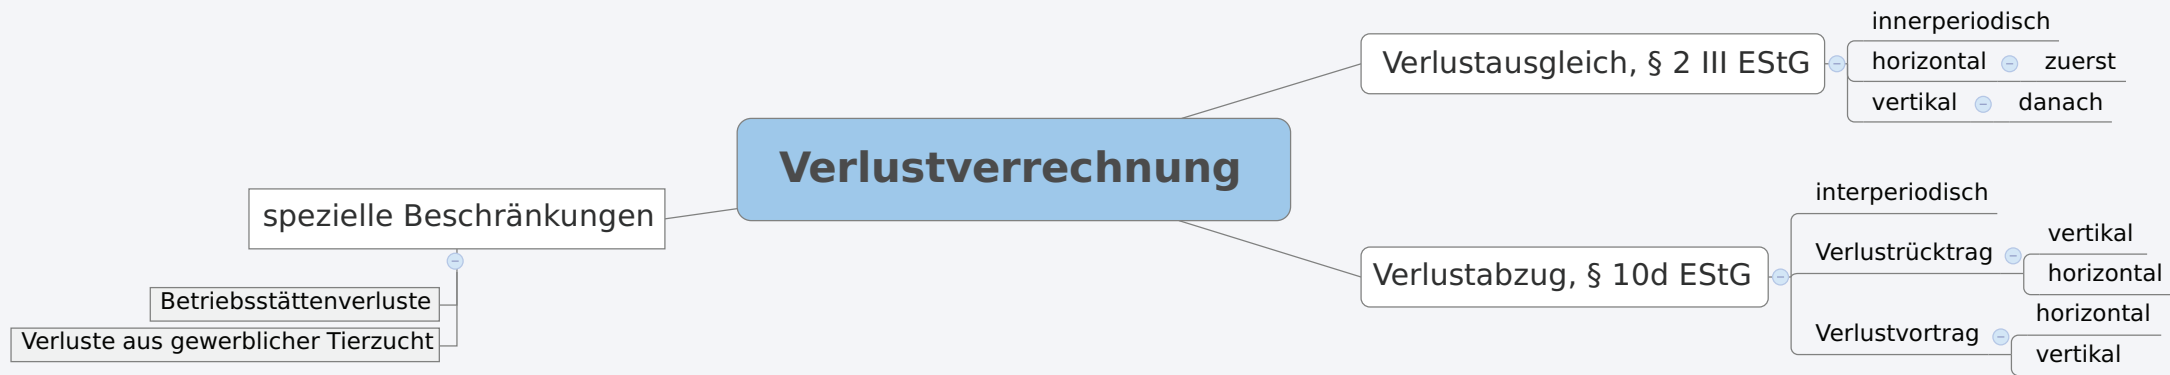 Verlustverrechnung
Verlustausgleich, § 2 III EStG
innerperiodisch
horizontal
zuerst
vertikal
danach
Verlustabzug, § 10d EStG
interperiodisch
Verlustrücktrag
vertikal
horizontal
Verlustvortrag
horizontal
vertikal
spezielle Beschränkungen
Betriebsstättenverluste
Verluste aus gewerblicher Tierzucht